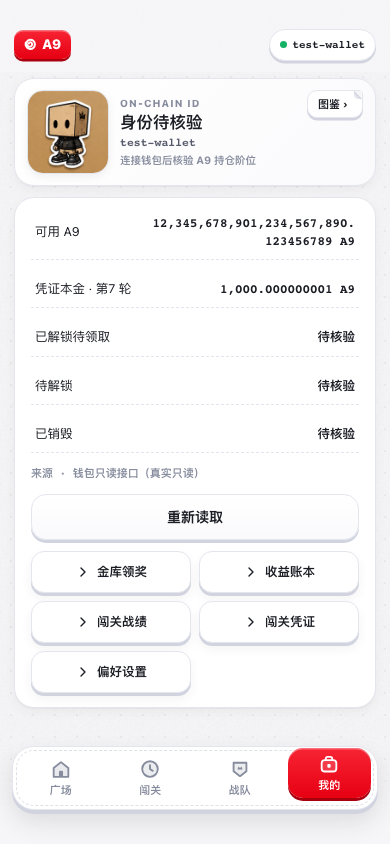 A9
test-wallet
ON-CHAIN ID
身份待核验
test-wallet
连接钱包后核验 A9 持仓阶位
图鉴 ›
可用 A9
12,345,678,901,234,567,890.
123456789 A9
凭证本金 · 第7 轮
1,000.000000001 A9
已解锁待领取
待核验
待解锁
待核验
已销毁
待核验
来源 · 钱包只读接口（真实只读）
重新读取
金库领奖
收益账本
闯关战绩
闯关凭证
偏好设置
广场
闯关
战队
我的